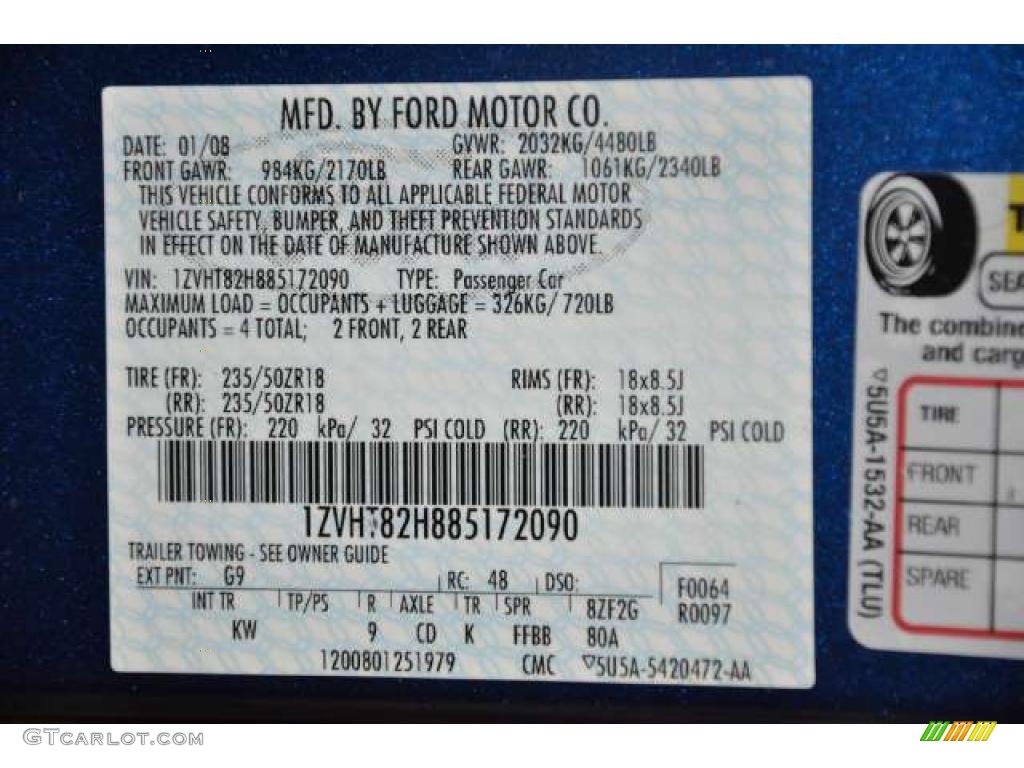 MFD. BY FORD MOTOR CO.
DATE: 01/08 GVWR: 2032KG/4480LB
FRONT GAWR: 984KG/2170LB REAR GAWR: 1061KG/2340LB
THIS VEHICLE CONFORMS TO ALL APPLICABLE FEDERAL MOTOR
VEHICLE SAFETY, BUMPER, AND THEFT PREVENTION STANDARDS
IN EFFECT ON THE DATE OF MANUFACTURE SHOWN ABOVE.
VIN: 1ZVHT82H885172090 TYPE: Passenger Car
MAXIMUM LOAD = OCCUPANTS + LUGGAGE = 326KG/ 720LB
OCCUPANTS = 4 TOTAL; 2 FRONT, 2 REAR
TIRE (FR): 235/50ZR18 RIMS (FR): 18x8.5J
(RR): 235/50ZR18 (RR): 18x8.5J
PRESSURE (FR): 220 kPa/ 32 PSI COLD (RR): 220 kPa/ 32 PSI COLD
1ZVHT82H885172090
TRAILER TOWING - SEE OWNER GUIDE
EXT PNT: G9 RC: 48 DSO: F0064
INT TR TP/PS R AXLE TR SPR 8ZF2G R0097
KW 9 CD K FFBB 80A
1200801251979 CMC ▽5U5A-5420472-AA
T
SEA
The combine
and carg
TIRE
FRONT
REAR
SPARE
▽5U5A-1532-AA (TLU)
GTCarLot.com